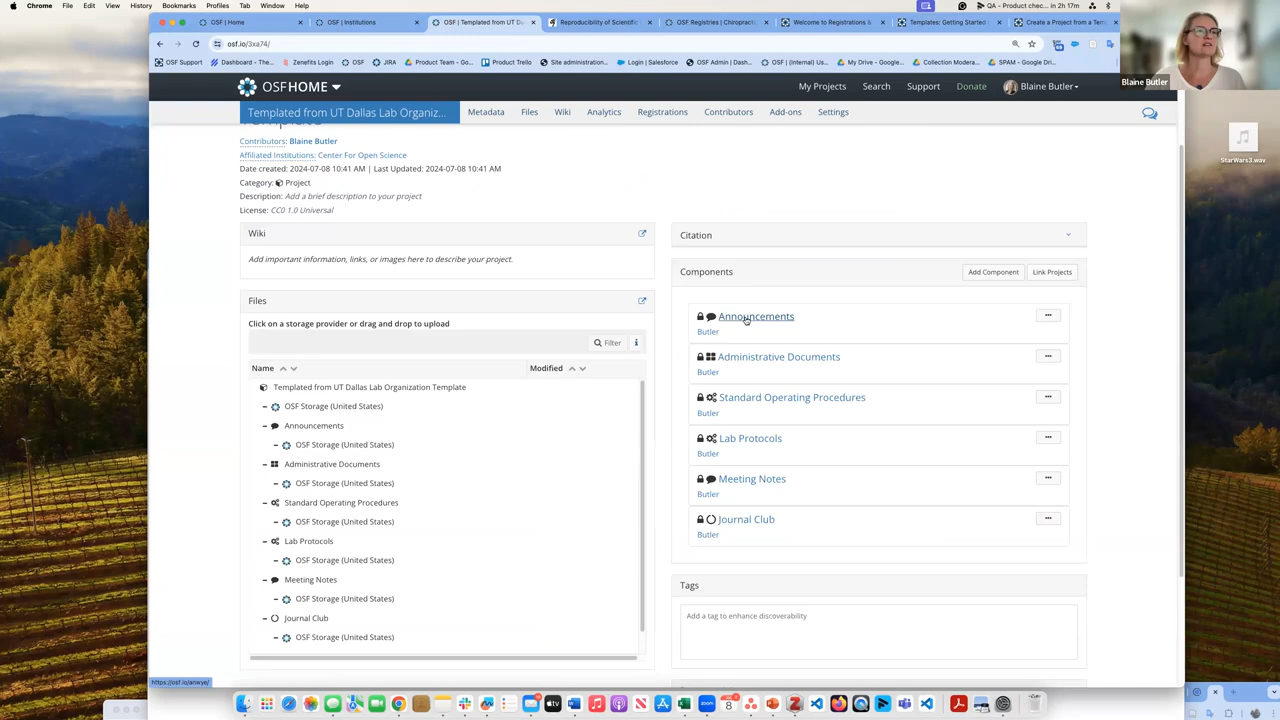 Chrome File Edit View History Bookmarks Profiles Tab Window Help
QA - Product chec... in 2h 17m
OSF | Home
OSF | Institutions
OSF | Templated from UT D
Reproducibility of Scientific
OSF Registries | Chiropracti
Welcome to Registrations &
Templates: Getting Started
Create a Project from a Tem
osf.io/3xa74/
OSF Support
Dashboard - The...
Zenefits Login
OSF
JIRA
Product Team - Go...
Product Trello
Site administration...
Login | Salesforce
OSF Admin | Dash...
OSF | (Internal) Us...
My Drive - Google...
Collection Modera...
SPAM - Google Dri...
Blaine Butler
OSFHOME
My Projects
Search
Support
Donate
Blaine Butler
Templated from UT Dallas Lab Organiz...
Metadata
Files
Wiki
Analytics
Registrations
Contributors
Add-ons
Settings
Contributors: Blaine Butler
Affiliated Institutions: Center For Open Science
Date created: 2024-07-08 10:41 AM | Last Updated: 2024-07-08 10:41 AM
Category: Project
Description: Add a brief description to your project
License: CC0 1.0 Universal
Wiki
Add important information, links, or images here to describe your project.
Files
Click on a storage provider or drag and drop to upload
Filter
Name
Modified
Templated from UT Dallas Lab Organization Template
OSF Storage (United States)
Announcements
OSF Storage (United States)
Administrative Documents
OSF Storage (United States)
Standard Operating Procedures
OSF Storage (United States)
Lab Protocols
OSF Storage (United States)
Meeting Notes
OSF Storage (United States)
Journal Club
OSF Storage (United States)
Citation
Components
Add Component
Link Projects
Announcements
Butler
Administrative Documents
Butler
Standard Operating Procedures
Butler
Lab Protocols
Butler
Meeting Notes
Butler
Journal Club
Butler
Tags
Add a tag to enhance discoverability
StarWars3.wav
https://osf.io/anwye/
zoom